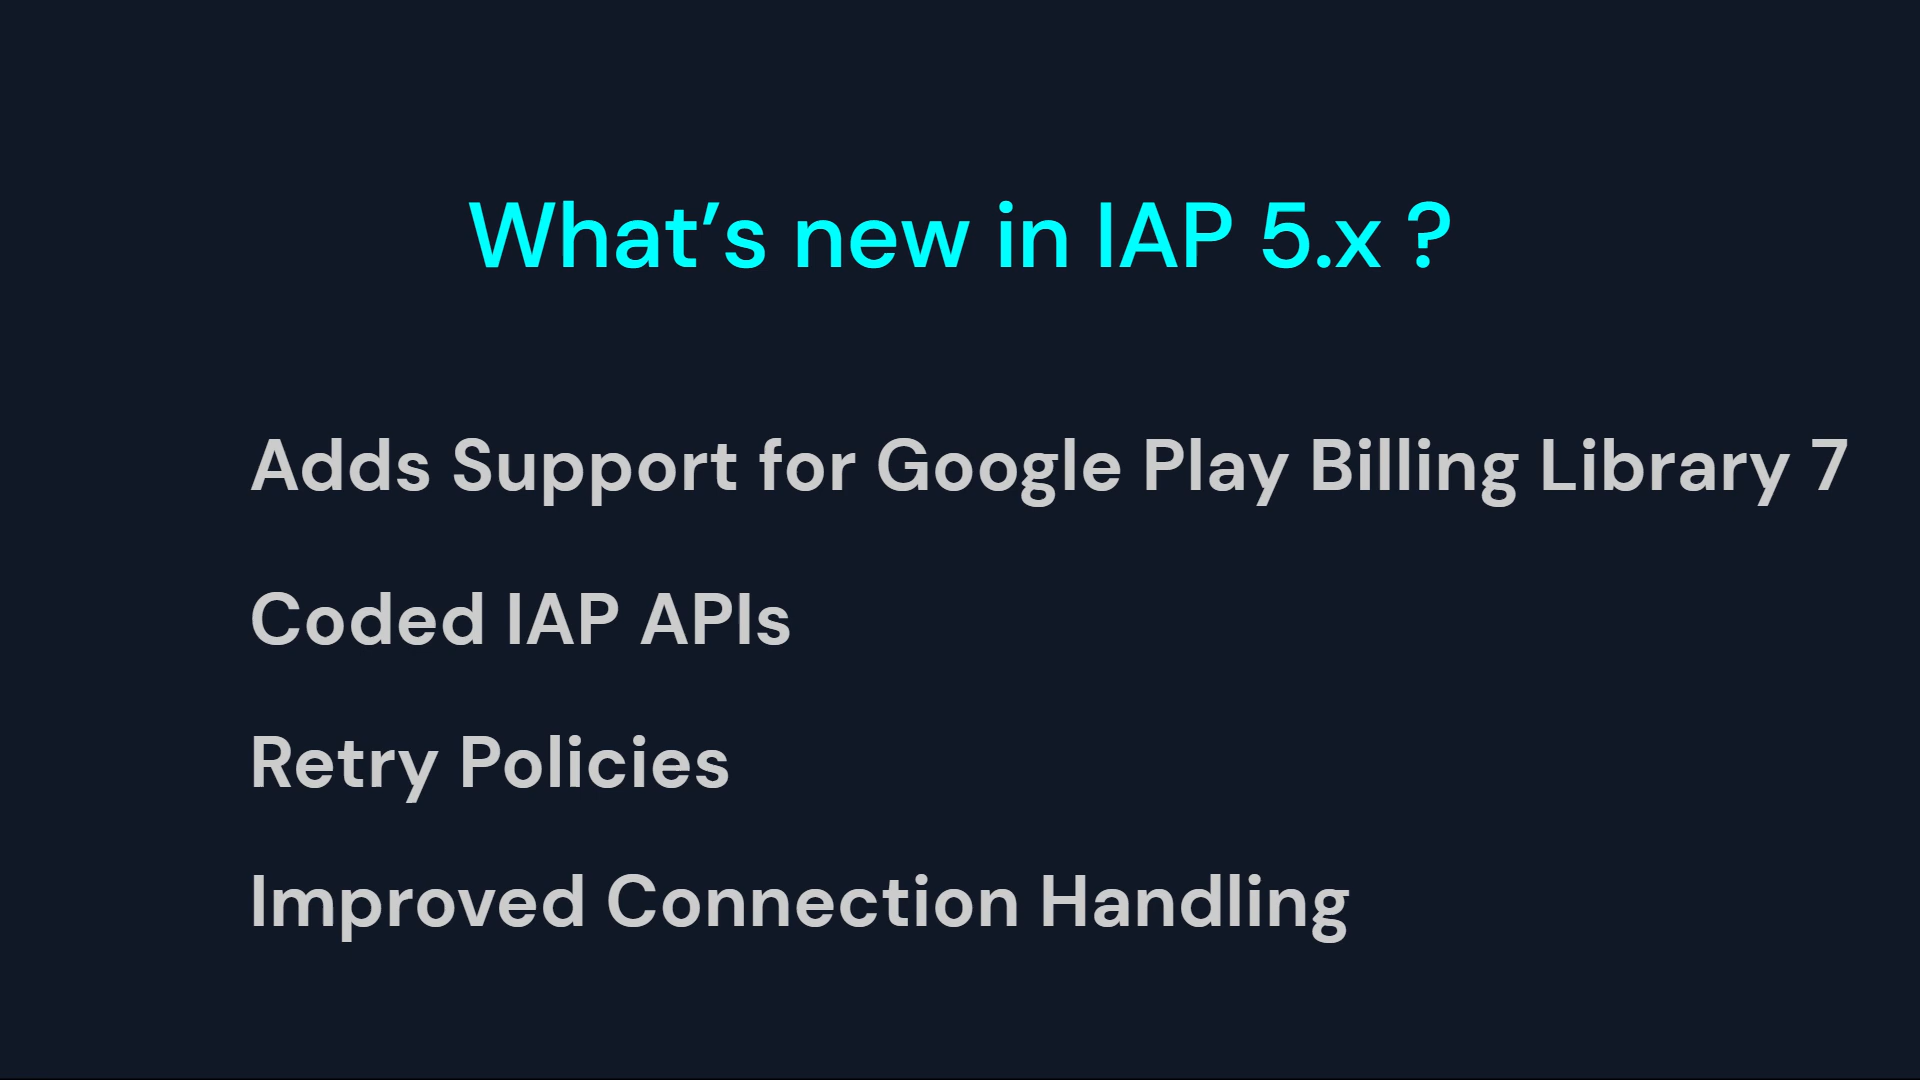 What’s new in IAP 5.x ?
Adds Support for Google Play Billing Library 7
Coded IAP APIs
Retry Policies
Improved Connection Handling